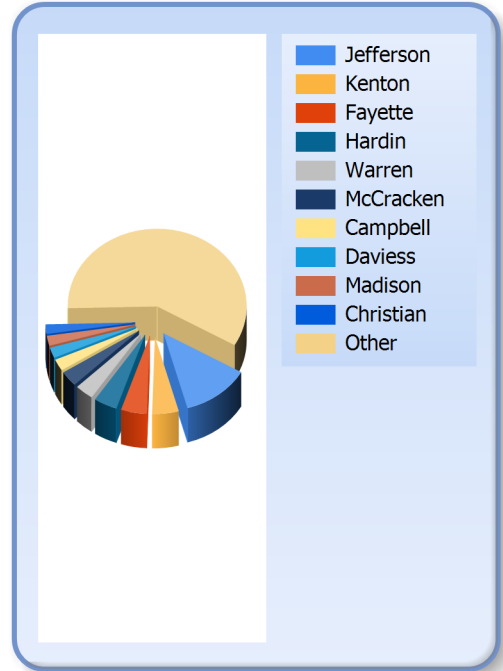 Jefferson
Kenton
Fayette
Hardin
Warren
McCracken
Campbell
Daviess
Madison
Christian
Other